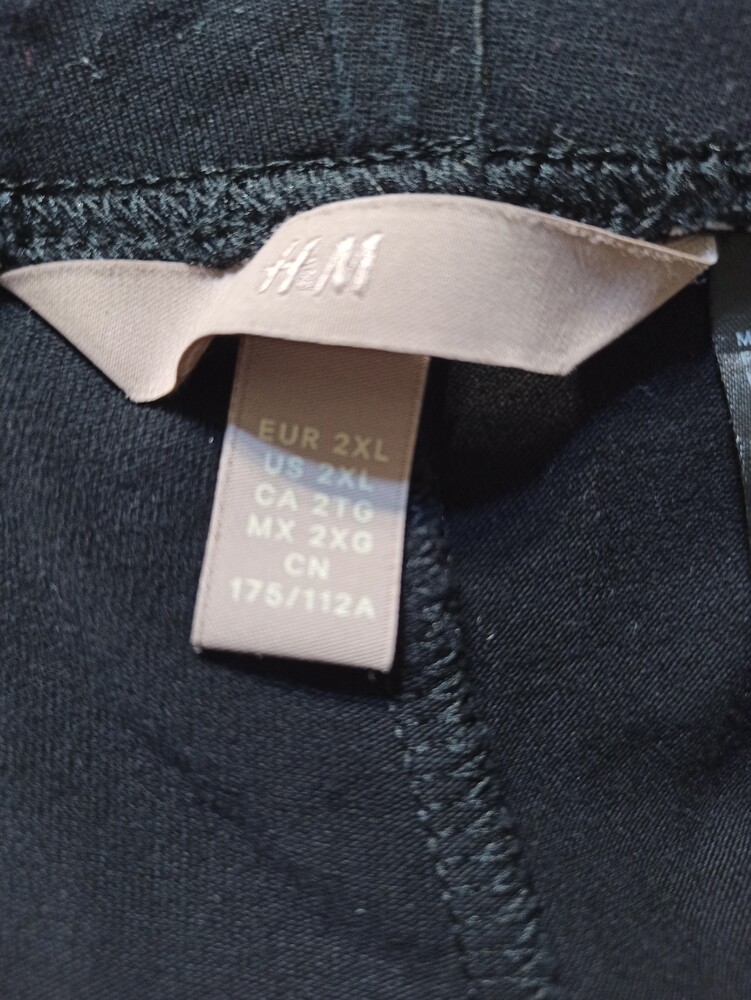 H&M
EUR 2XL
US 2XL
CA 2TG
MX 2XG
CN
175/112A